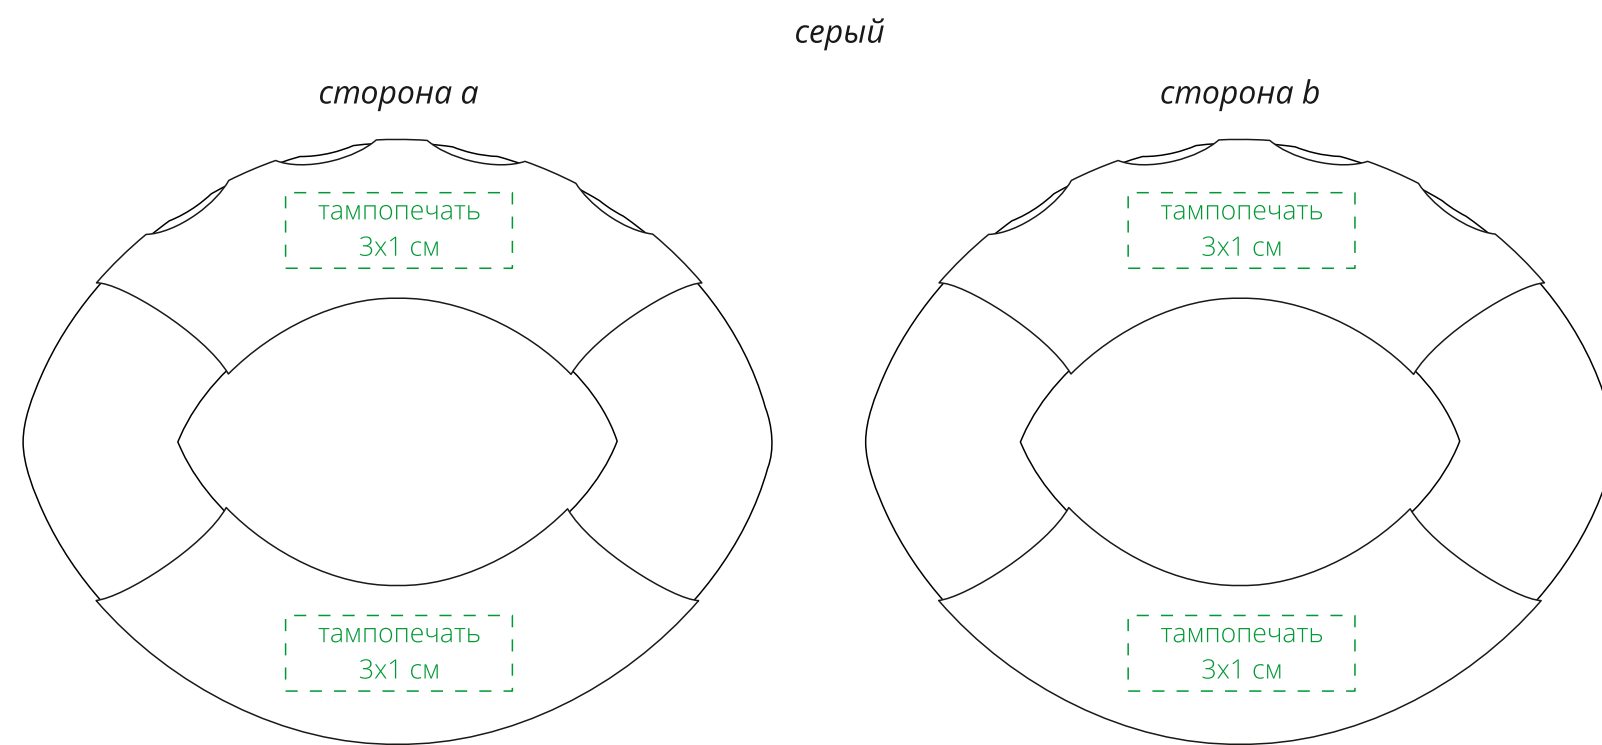 серый
сторона a
сторона b
тампопечать
3x1 см
тампопечать
3x1 см
тампопечать
3x1 см
тампопечать
3x1 см